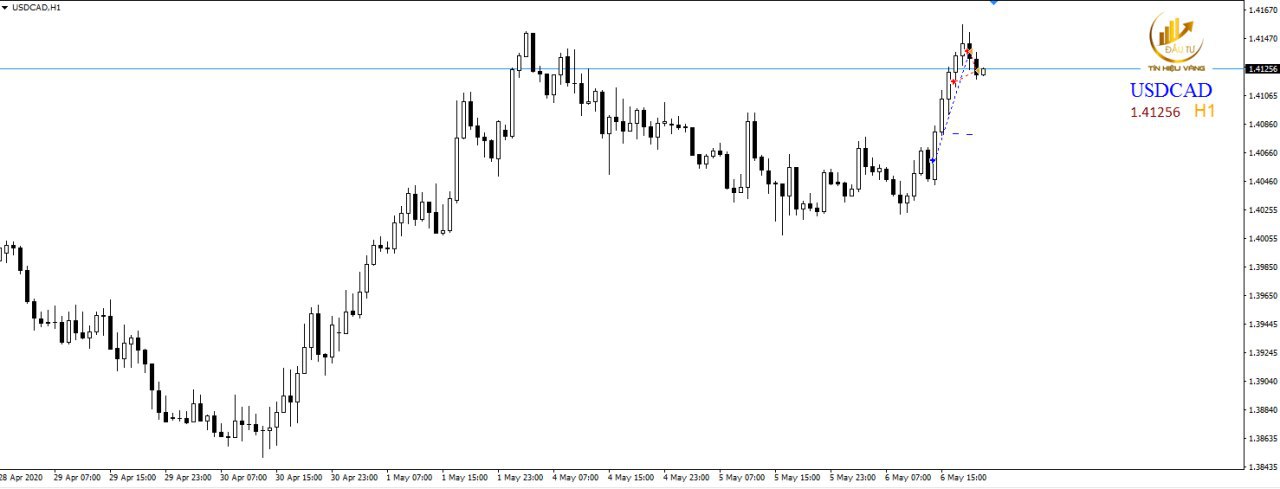 USDCAD,H1
1.41670
1.41470
1.41256
1.41065
1.40860
1.40660
1.40460
1.40255
1.40055
1.39850
1.39650
1.39445
1.39245
1.39040
1.38840
1.38635
1.38435
ĐẦU TƯ
TÍN HIỆU VÀNG
USDCAD
1.41256 H1
28 Apr 2020 29 Apr 07:00 29 Apr 15:00 29 Apr 23:00 30 Apr 07:00 30 Apr 15:00 30 Apr 23:00 1 May 07:00 1 May 15:00 1 May 23:00 4 May 07:00 4 May 15:00 4 May 23:00 5 May 07:00 5 May 15:00 5 May 23:00 6 May 07:00 6 May 15:00